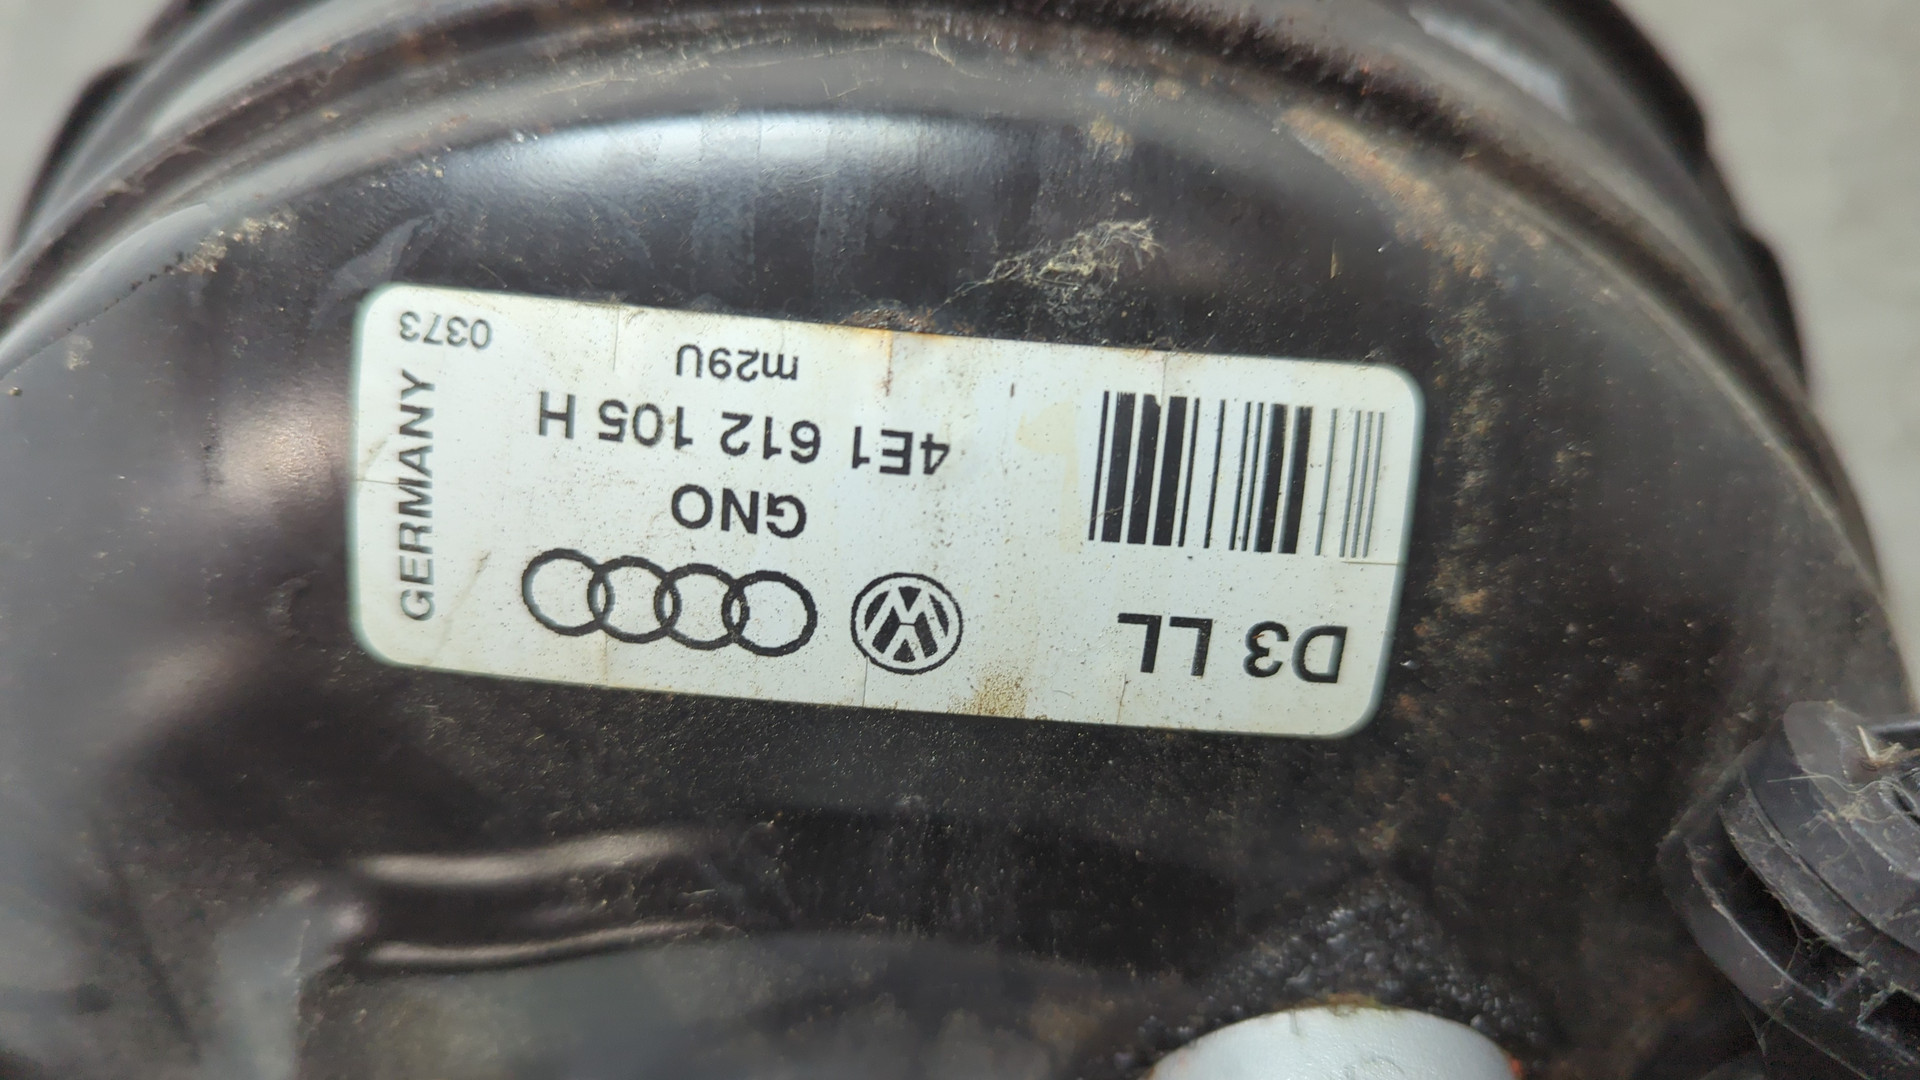 D3 LL
GNO
4E1 612 105 H
m29U
GERMANY
0373